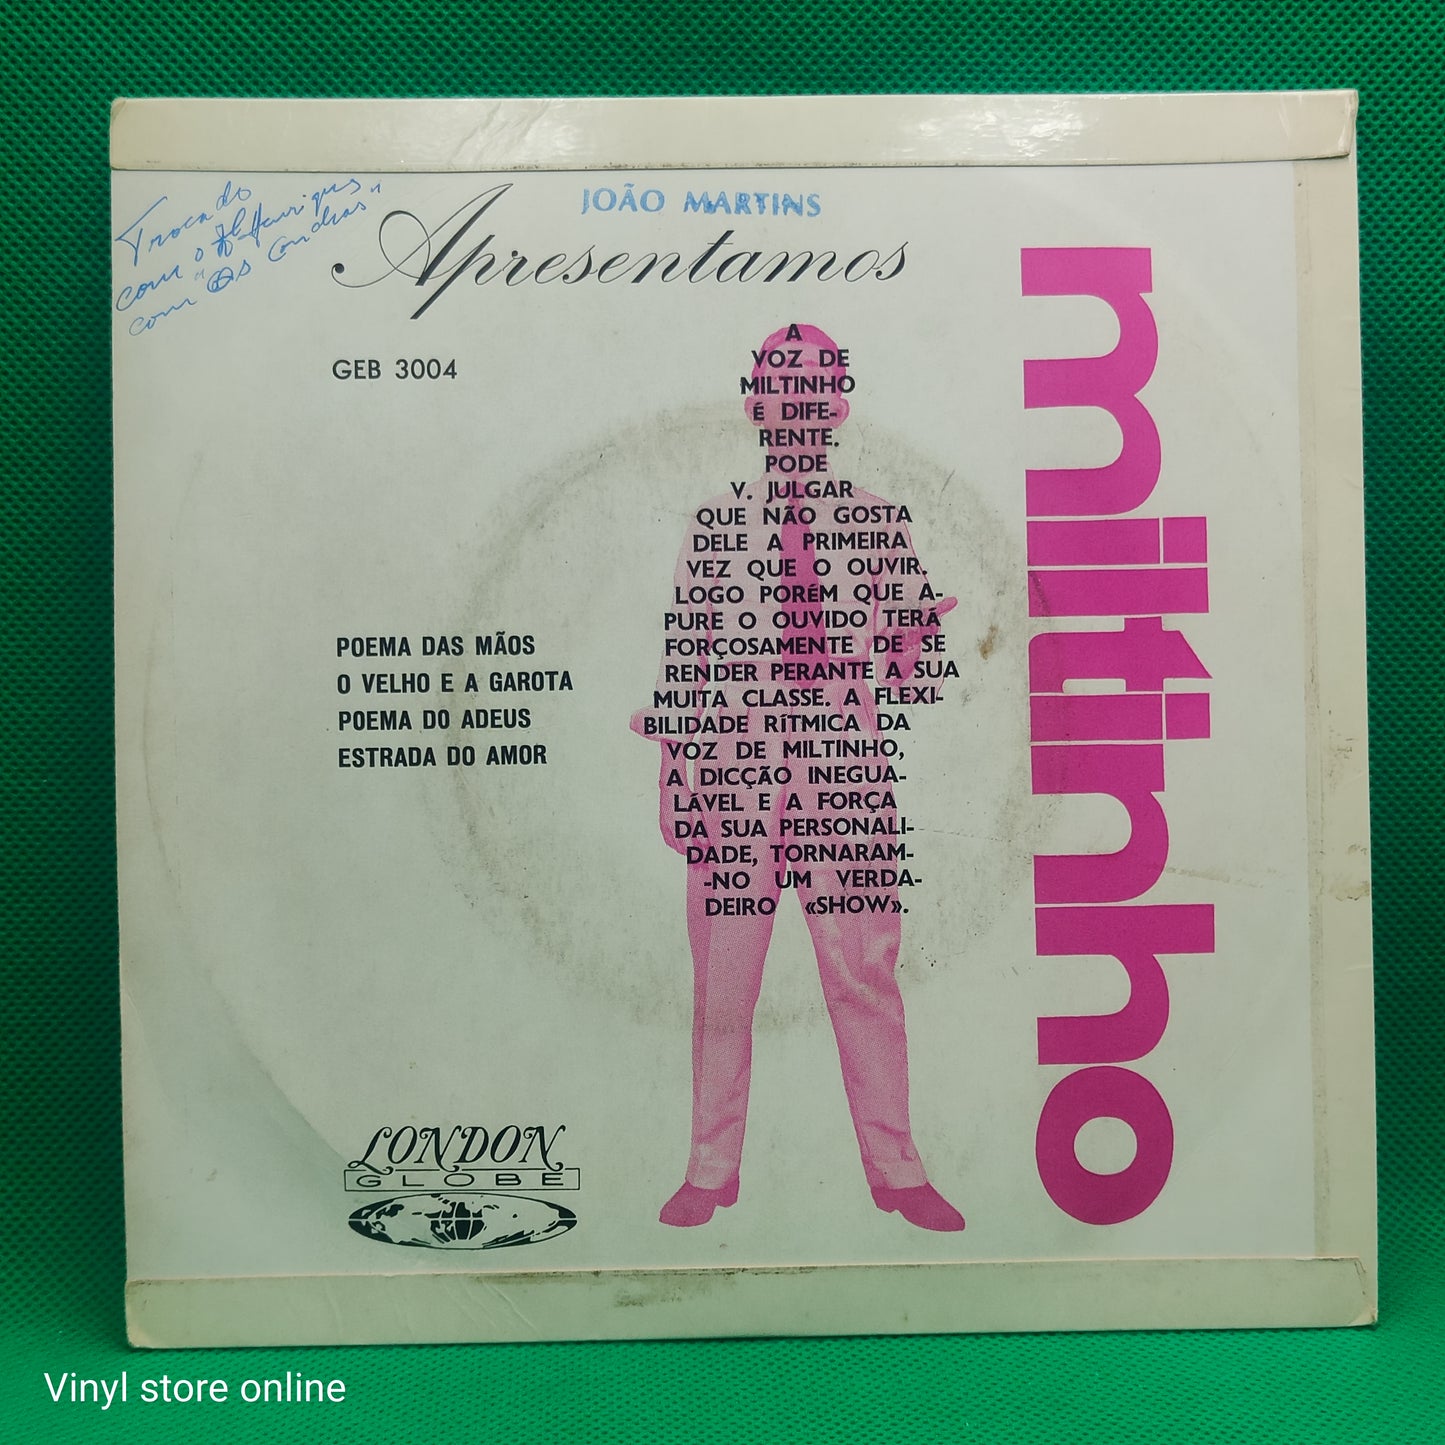 Trocado
com o
com "Os Condras"
JOÃO MARTINS
Apresentamos
GEB 3004
A
VOZ DE
MILTINHO
É DIFE-
RENTE.
PODE
V. JULGAR
QUE NÃO GOSTA
DELE A PRIMEIRA
VEZ QUE O OUVIR.
LOGO PORÉM QUE A-
PURE O OUVIDO TERÁ
FORÇOSAMENTE DE SE
RENDER PERANTE A SUA
MUITA CLASSE. A FLEXI-
BILIDADE RÍTMICA DA
VOZ DE MILTINHO,
A DICÇÃO INEGUA-
LÁVEL E A FORÇA
DA SUA PERSONALI-
DADE, TORNARAM-
-NO UM VERDA-
DEIRO «SHOW».
POEMA DAS MÃOS
O VELHO E A GAROTA
POEMA DO ADEUS
ESTRADA DO AMOR
miltinho
LONDON
GLOBE
Vinyl store online